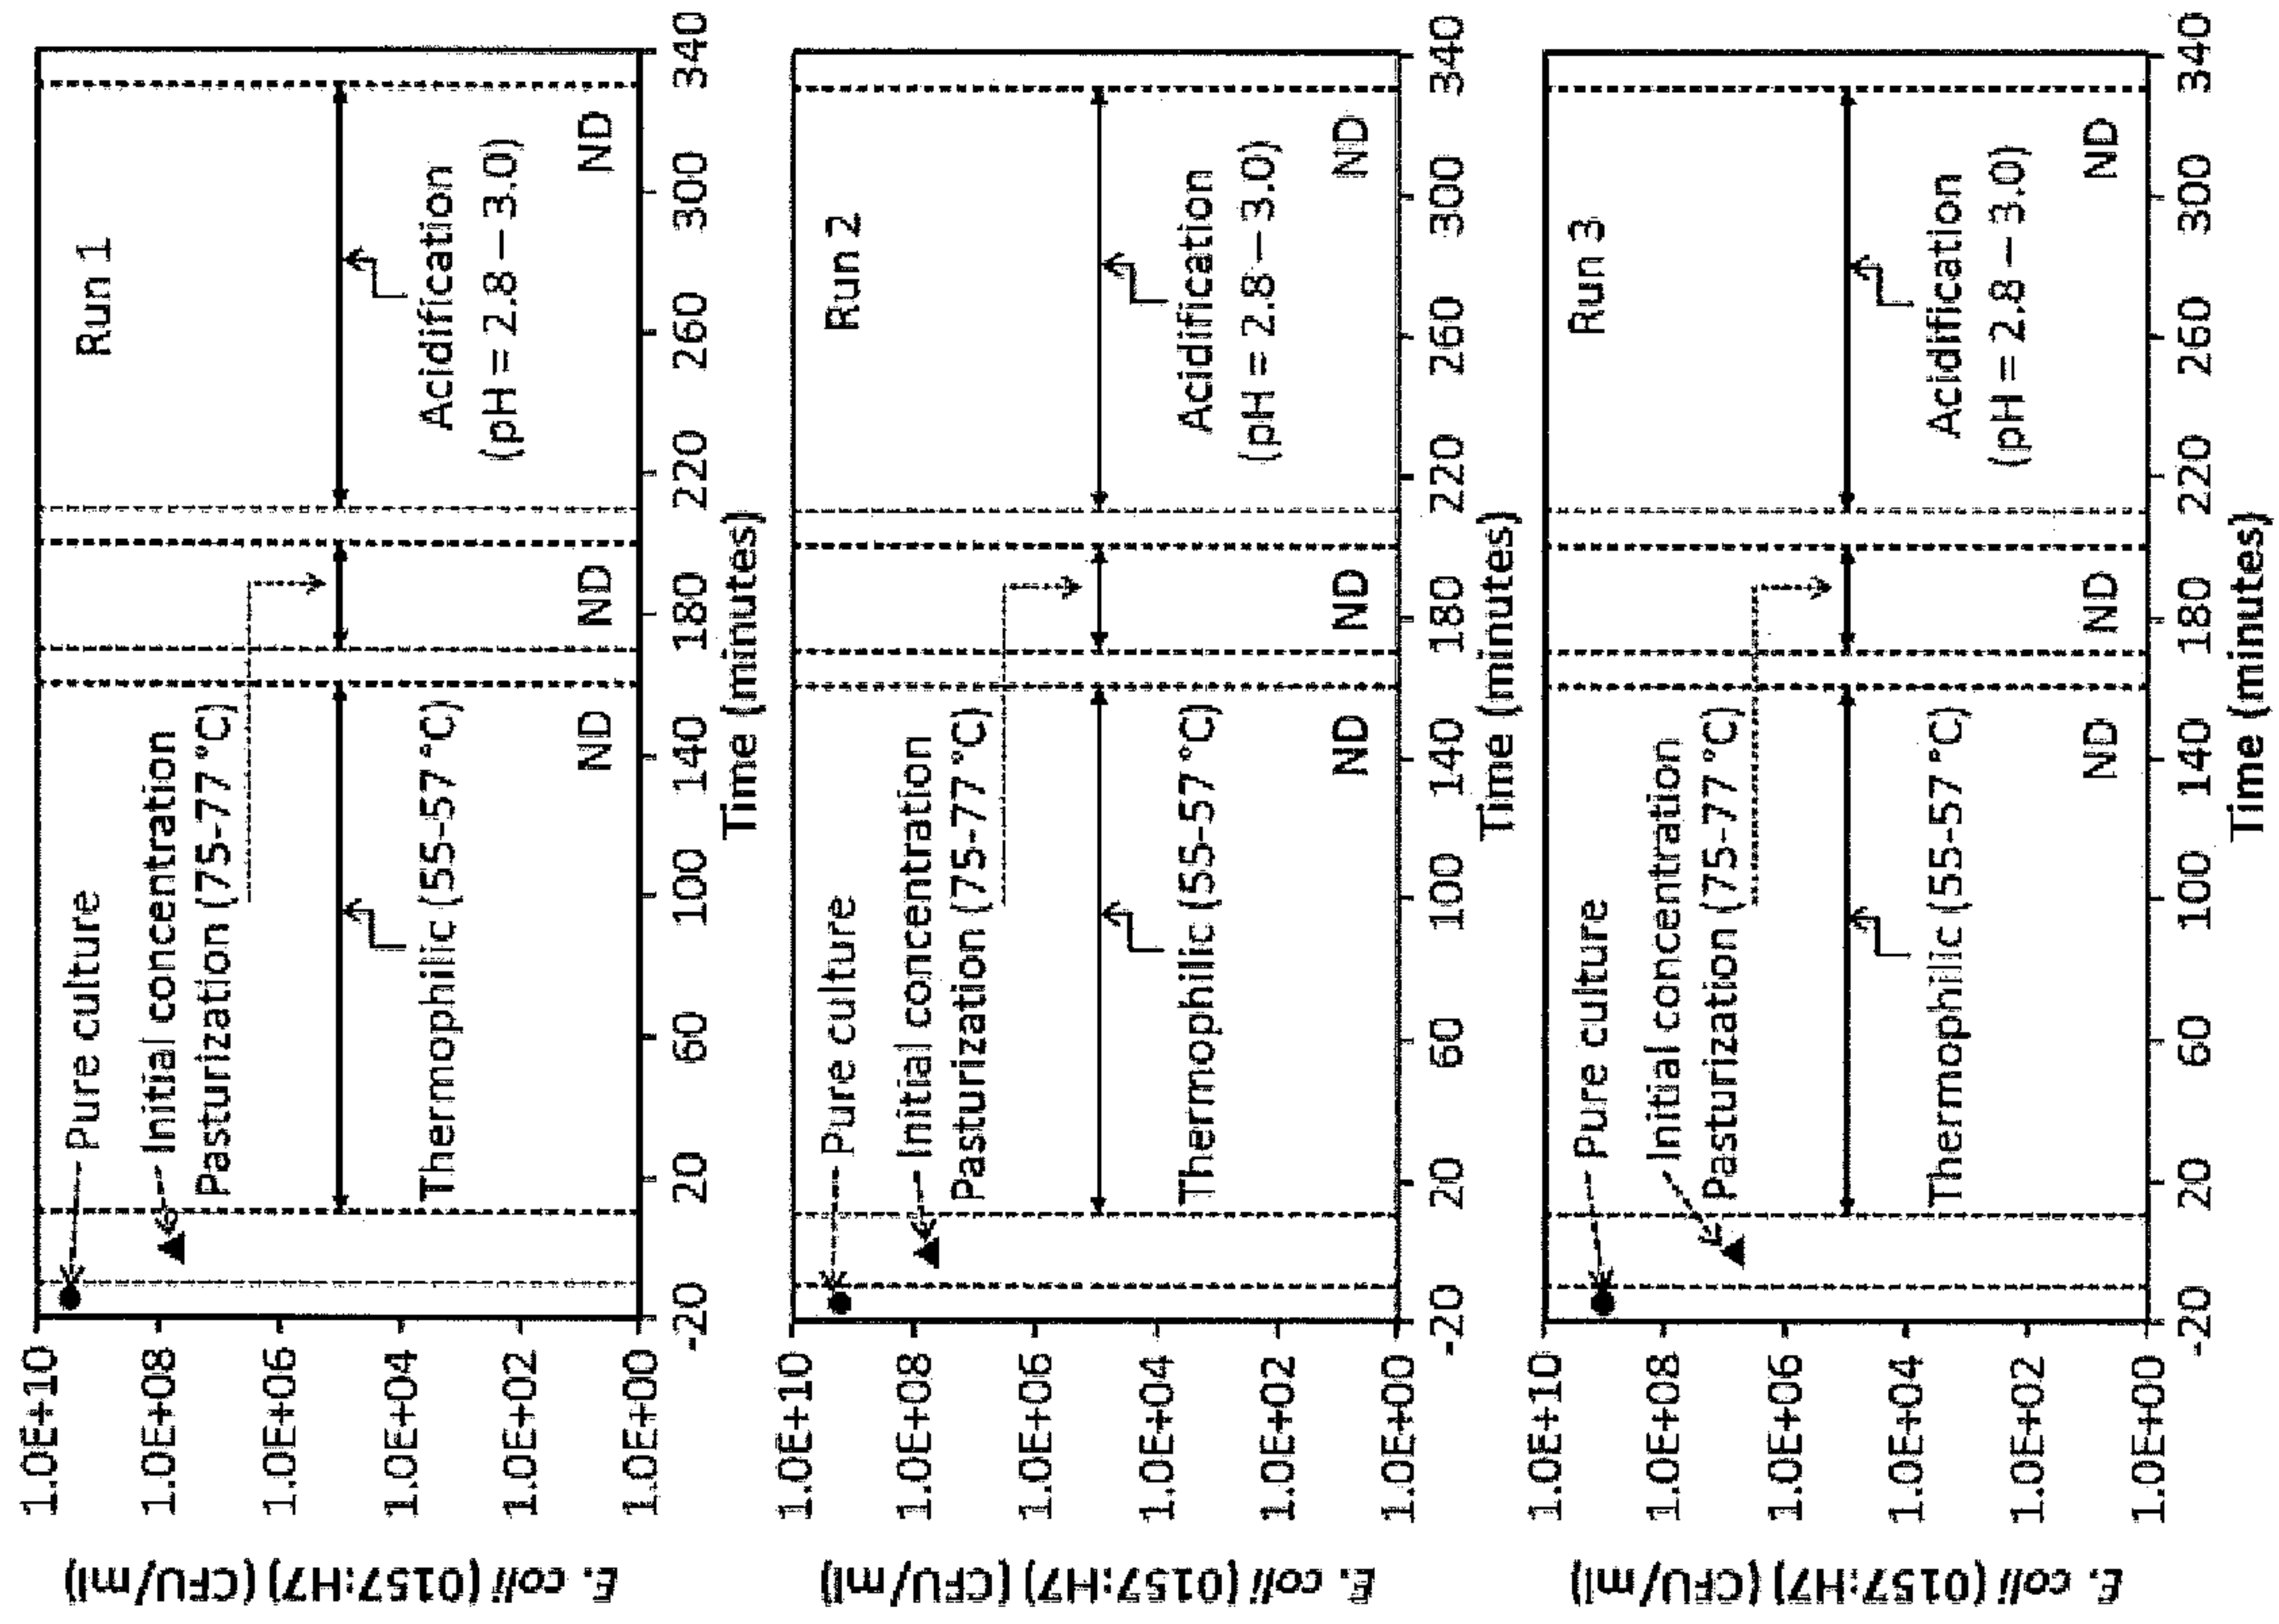 E. coli (0157:H7) (CFU/ml)
1.0E+10
1.0E+08
1.0E+06
1.0E+04
1.0E+02
1.0E+00
Run 1
Pure culture
Initial concentration
Pasturization (75-77 °C)
Thermophilic (55-57 °C)
Acidification
(pH = 2.8 – 3.0)
ND
ND
ND
-20
20
60
100
140
180
220
260
300
340
Time (minutes)
E. coli (0157:H7) (CFU/ml)
1.0E+10
1.0E+08
1.0E+06
1.0E+04
1.0E+02
1.0E+00
Run 2
Pure culture
Initial concentration
Pasturization (75-77 °C)
Thermophilic (55-57 °C)
Acidification
(pH = 2.8 – 3.0)
ND
ND
ND
-20
20
60
100
140
180
220
260
300
340
Time (minutes)
E. coli (0157:H7) (CFU/ml)
1.0E+10
1.0E+08
1.0E+06
1.0E+04
1.0E+02
1.0E+00
Run 3
Pure culture
Initial concentration
Pasturization (75-77 °C)
Thermophilic (55-57 °C)
Acidification
(pH = 2.8 – 3.0)
ND
ND
ND
-20
20
60
100
140
180
220
260
300
340
Time (minutes)